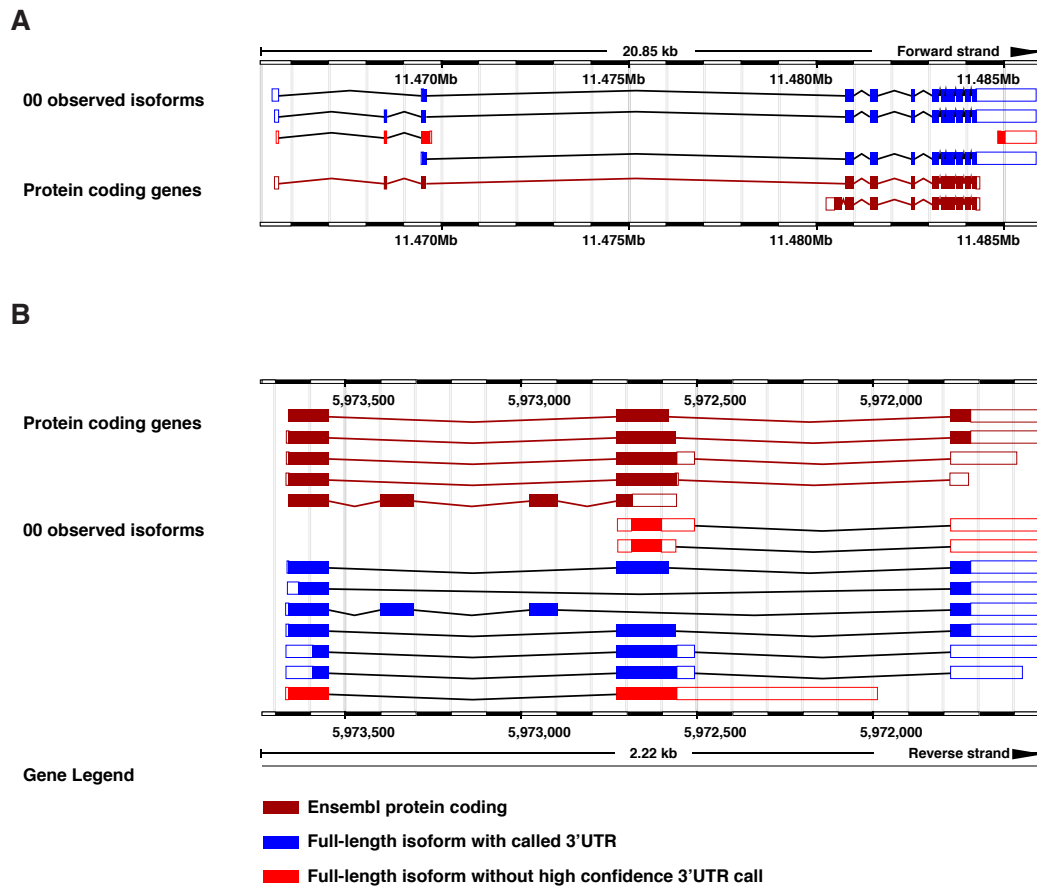 A
20.85 kb
Forward strand
11.470Mb 11.475Mb 11.480Mb 11.485Mb
00 observed isoforms
Protein coding genes
11.470Mb 11.475Mb 11.480Mb 11.485Mb
B
5,973,500 5,973,000 5,972,500 5,972,000
Protein coding genes
00 observed isoforms
5,973,500 5,973,000 5,972,500 5,972,000
2.22 kb
Reverse strand
Gene Legend
Ensembl protein coding
Full-length isoform with called 3’UTR
Full-length isoform without high confidence 3’UTR call